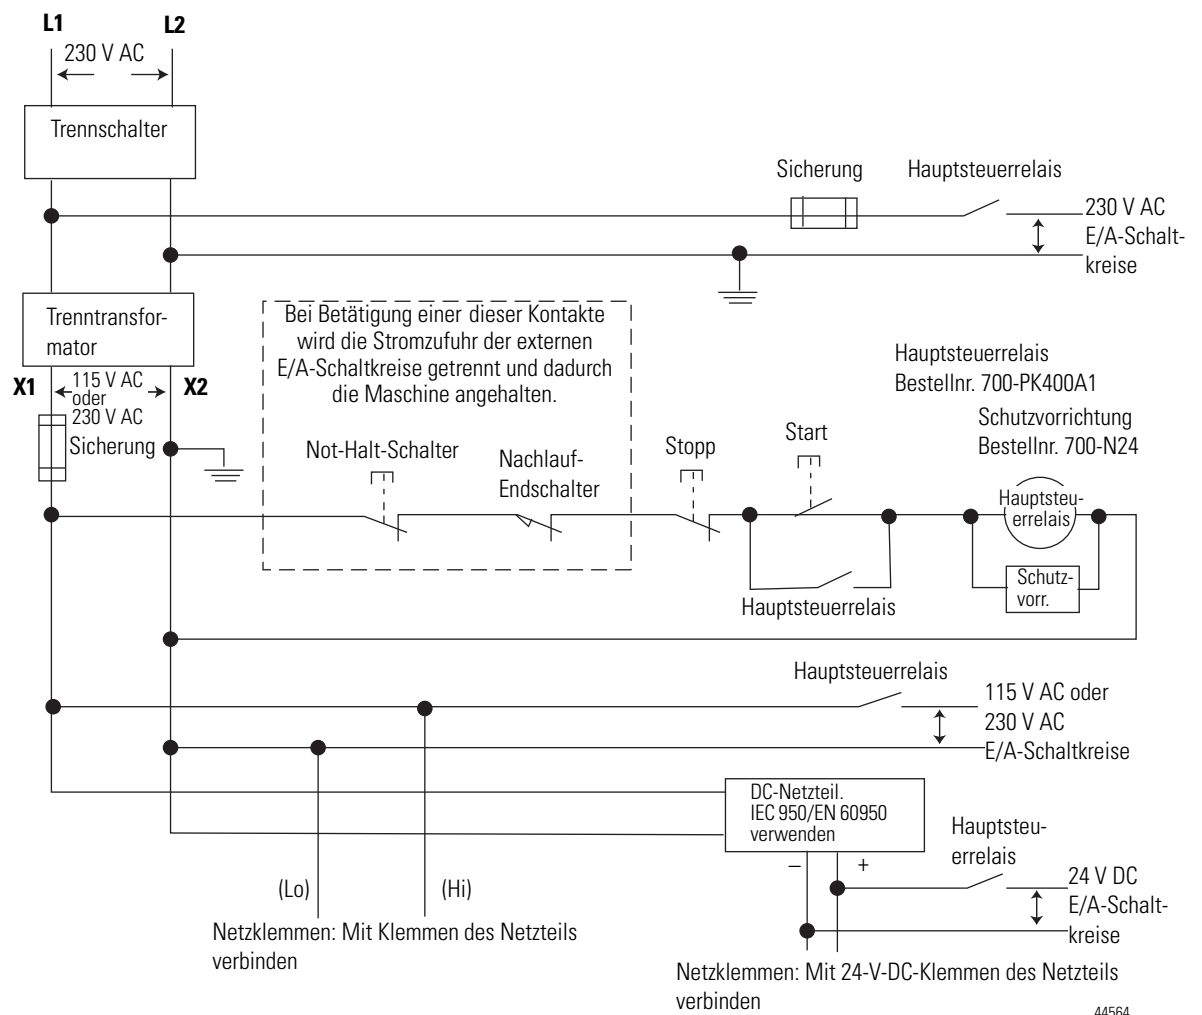 L1
L2
230 V AC
Trennschalter
Sicherung
Hauptsteuerrelais
230 V AC
E/A-Schalt-
kreise
Trenntransfor-
mator
Bei Betätigung einer dieser Kontakte
wird die Stromzufuhr der externen
E/A-Schaltkreise getrennt und dadurch
die Maschine angehalten.
Hauptsteuerrelais
Bestellnr. 700-PK400A1
X1
115 V AC
oder
230 V AC
X2
Sicherung
Schutzvorrichtung
Bestellnr. 700-N24
Not-Halt-Schalter
Nachlauf-
Endschalter
Stopp
Start
Hauptsteu-
errelais
Schutz-
vorr.
Hauptsteuerrelais
Hauptsteuerrelais
115 V AC oder
230 V AC
E/A-Schaltkreise
DC-Netzteil.
IEC 950/EN 60950
verwenden
– +
Hauptsteu-
errelais
24 V DC
E/A-Schalt-
kreise
(Lo)
(Hi)
Netzklemmen: Mit Klemmen des Netzteils
verbinden
Netzklemmen: Mit 24-V-DC-Klemmen des Netzteils
verbinden
44564